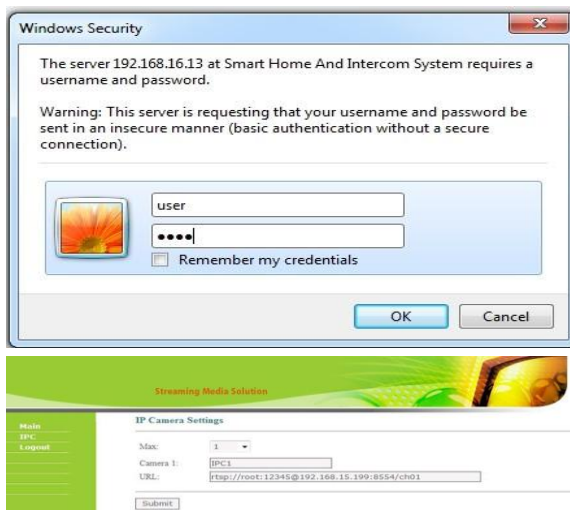 Windows Security
The server 192.168.16.13 at Smart Home And Intercom System requires a
username and password.
Warning: This server is requesting that your username and password be
sent in an insecure manner (basic authentication without a secure
connection).
user
••••
Remember my credentials
OK Cancel
Streaming Media Solution
Main
IPC
Logout
IP Camera Settings
Max: 1
Camera 1: IPC1
URL: rtsp://root:12345@192.168.15.199:8554/ch01
Submit